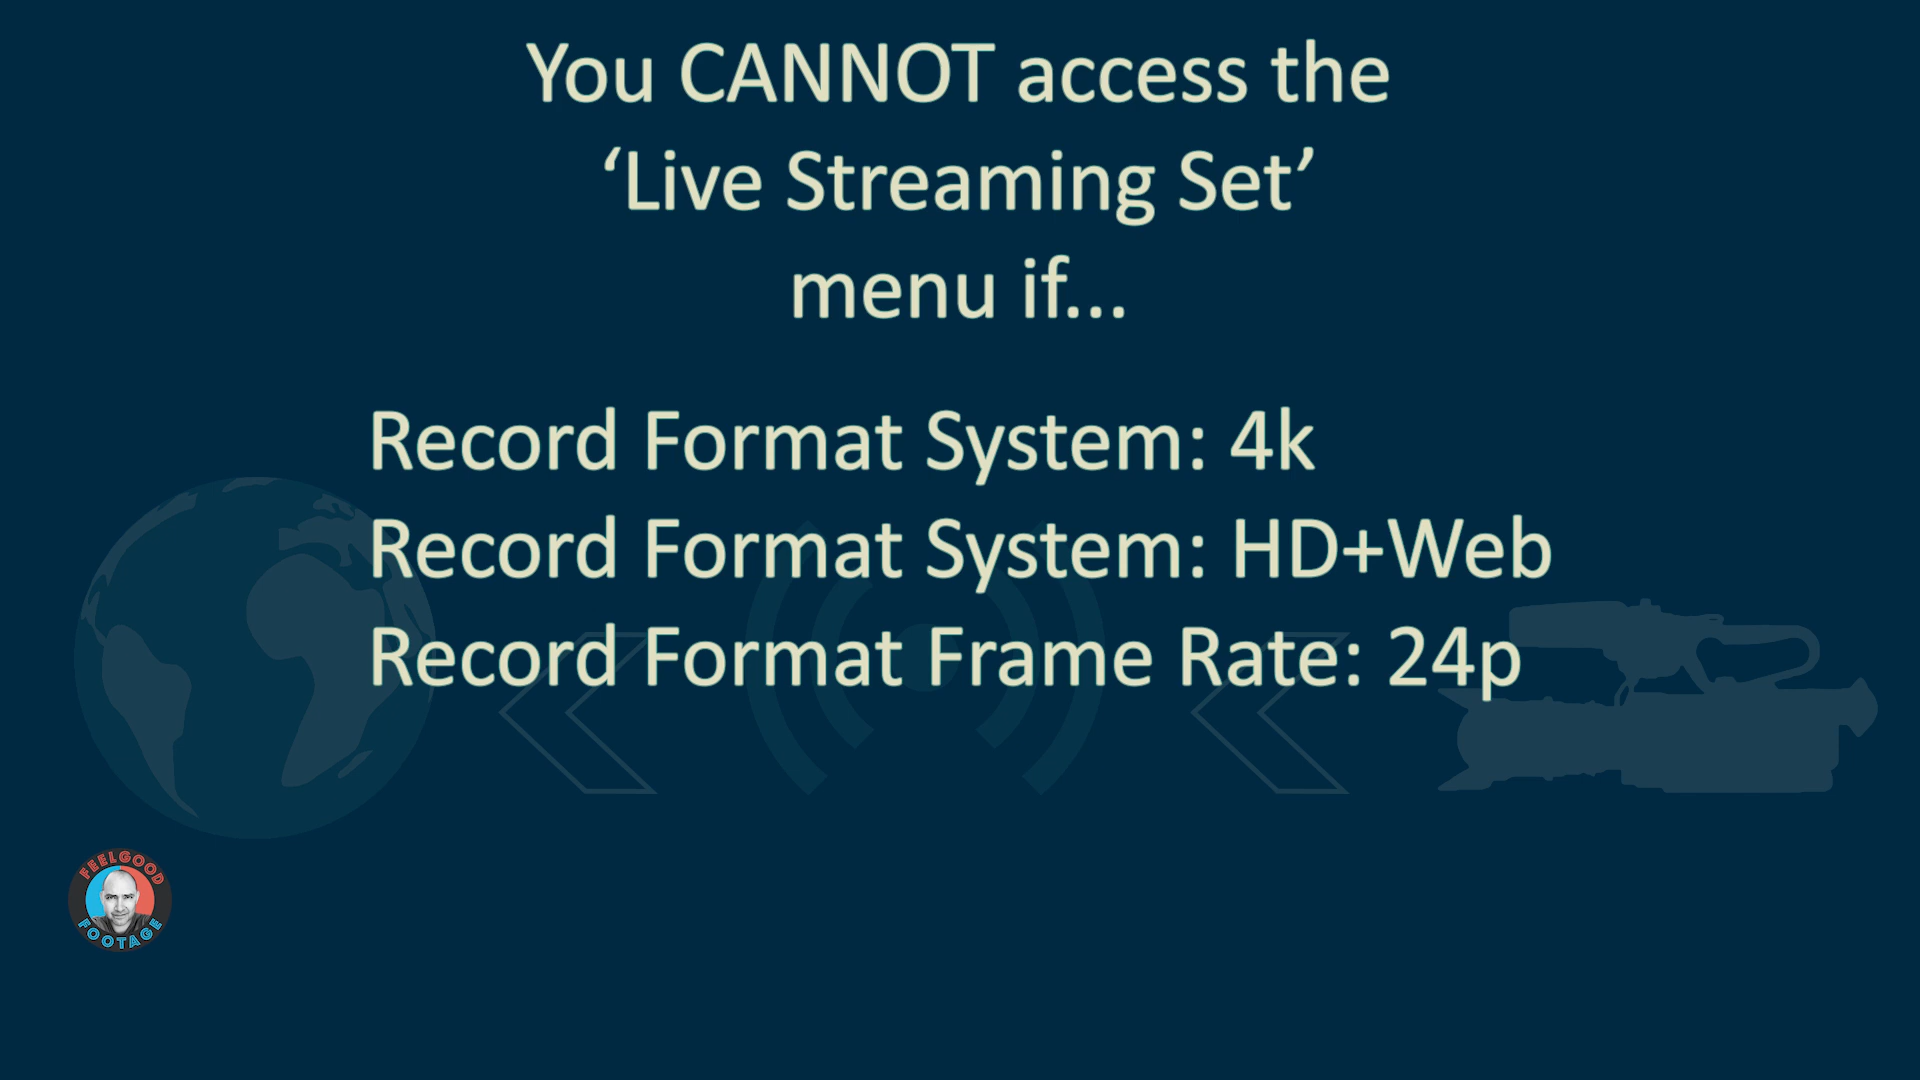 You CANNOT access the
‘Live Streaming Set’
menu if...
Record Format System: 4k
Record Format System: HD+Web
Record Format Frame Rate: 24p
FEELGOOD
FOOTAGE